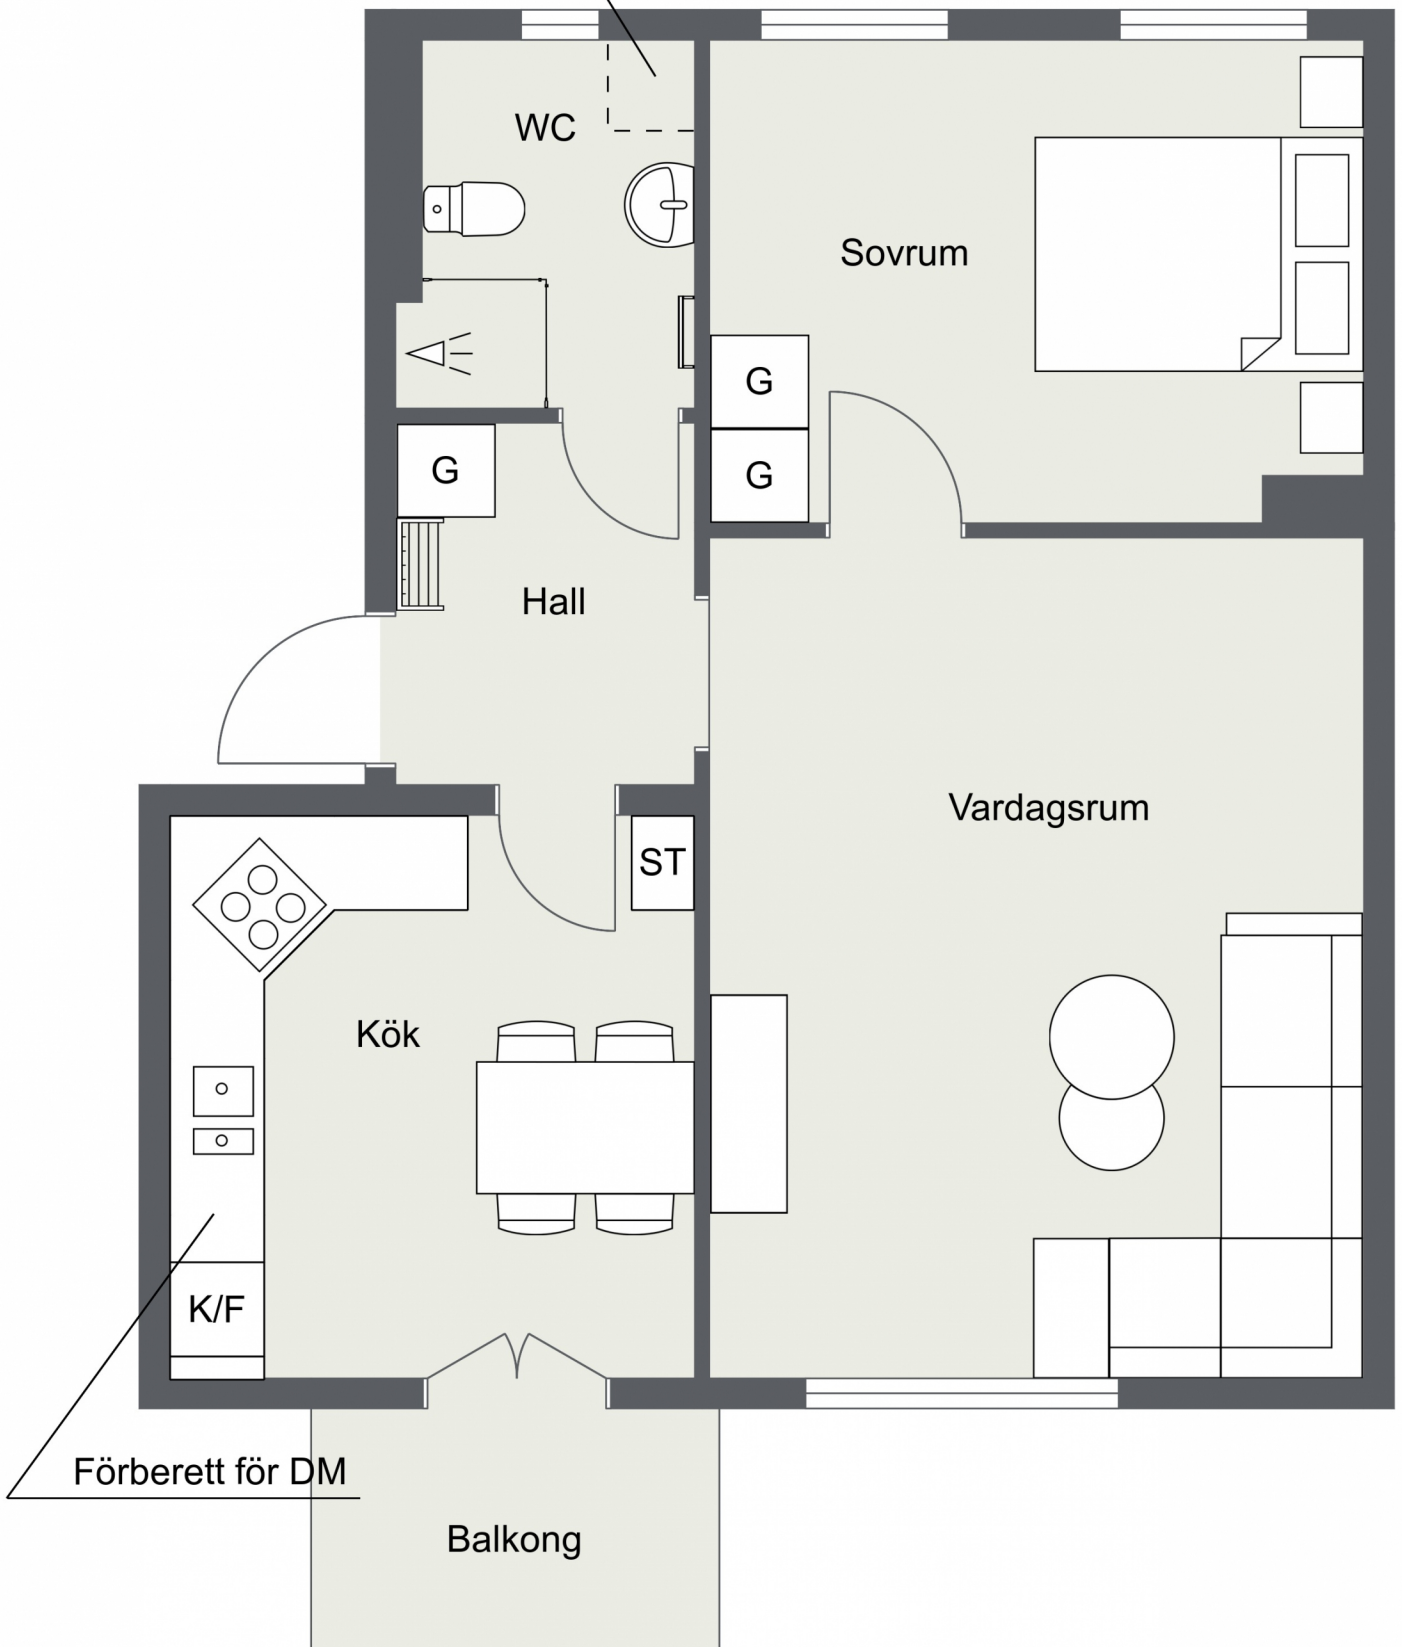 WC
Sovrum
G
G
G
Hall
Vardagsrum
ST
Kök
K/F
Förberett för DM
Balkong